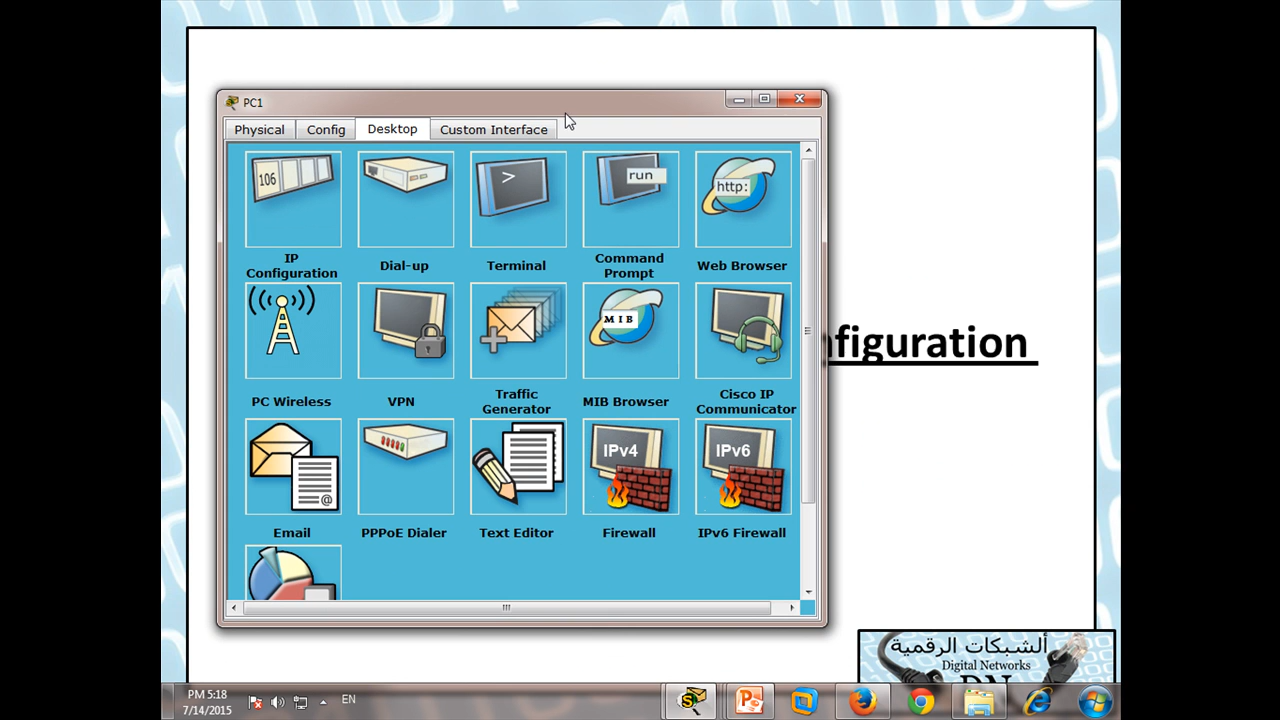 PC1
Physical Config Desktop Custom Interface
106
>
run
http:
IP
Configuration
Dial-up
Terminal
Command
Prompt
Web Browser
MIB
PC Wireless
VPN
Traffic
Generator
MIB Browser
Cisco IP
Communicator
nfiguration
@
IPv4
IPv6
Email
PPPoE Dialer
Text Editor
Firewall
IPv6 Firewall
ألشبكات الرقمية
Digital Networks
DN
PM 5:18
7/14/2015
EN